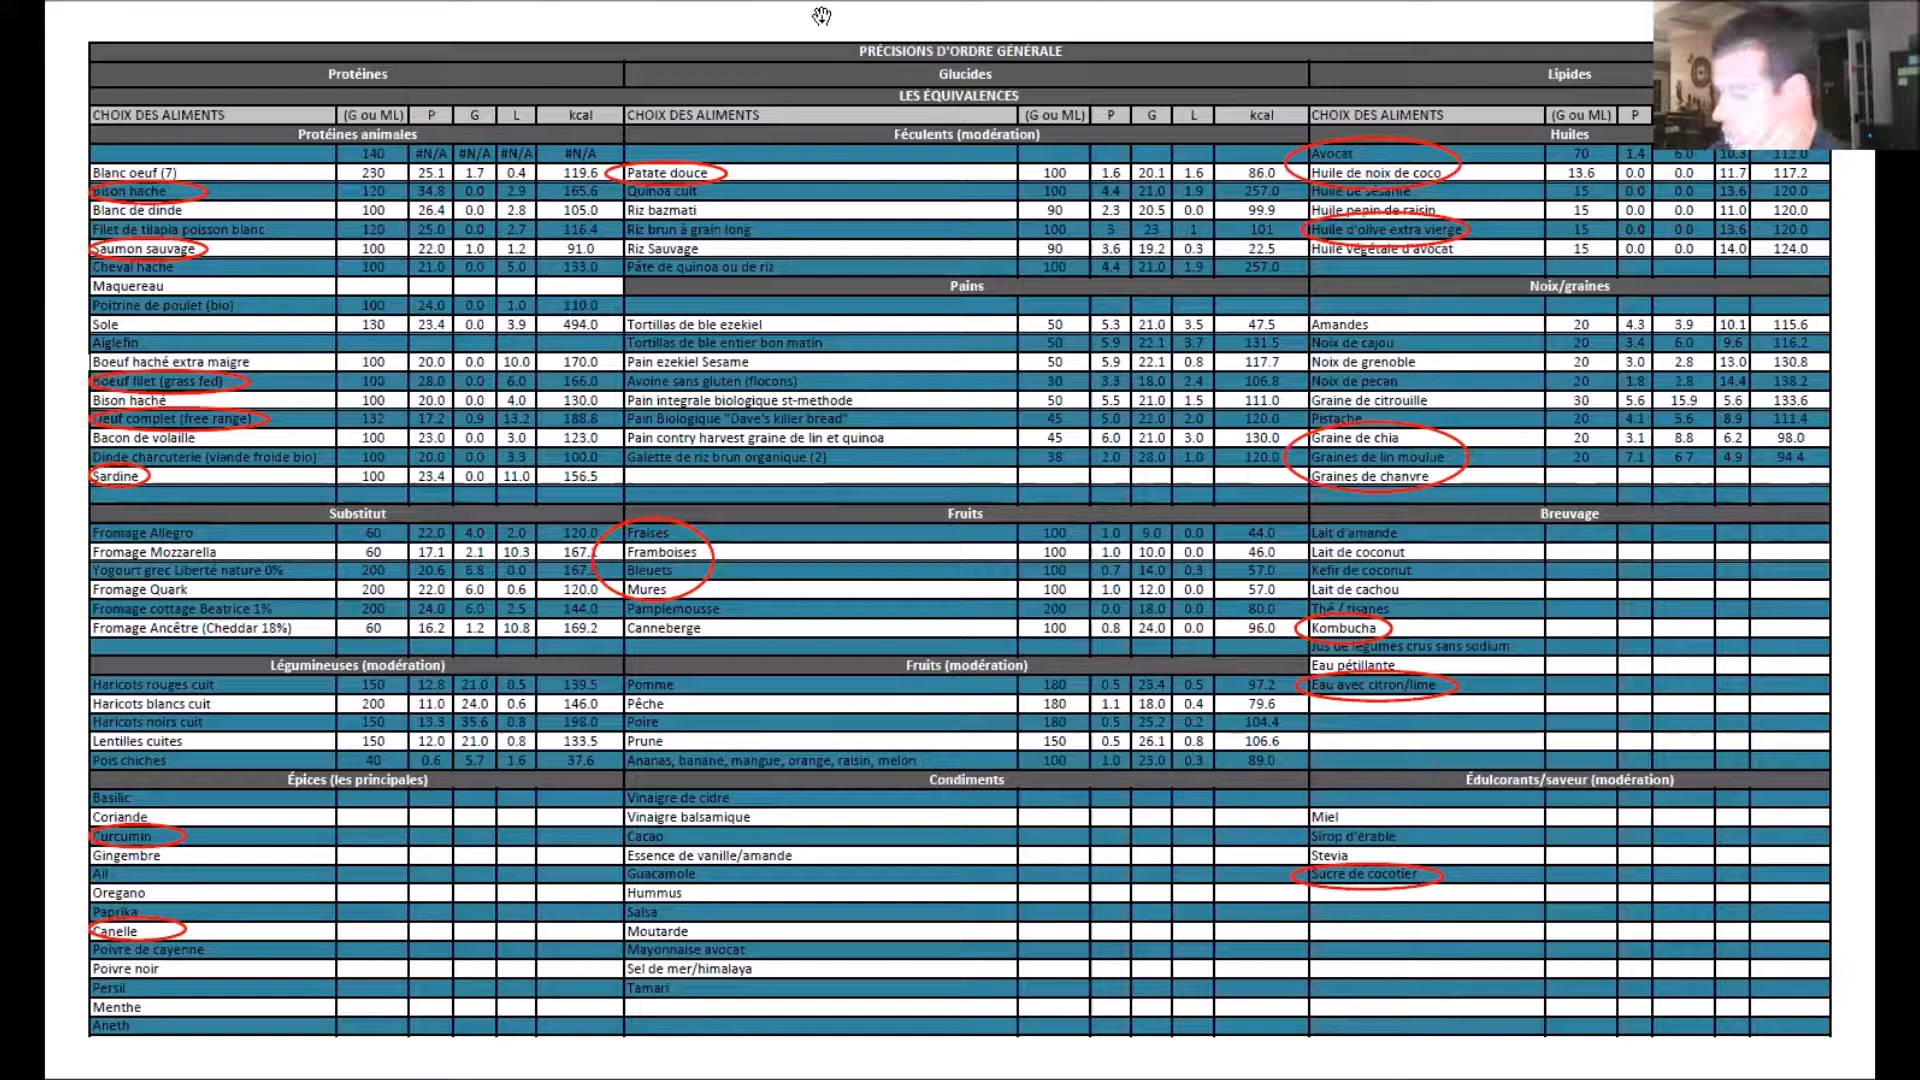 PRÉCISIONS D'ORDRE GÉNÉRALE
Protéines Glucides Lipides
LES ÉQUIVALENCES
CHOIX DES ALIMENTS (G ou ML) P G L kcal CHOIX DES ALIMENTS (G ou ML) P G L kcal CHOIX DES ALIMENTS (G ou ML) P
Protéines animales Féculents (modération) Huiles
140 #N/A #N/A #N/A #N/A Avocat 70 1.4 6.0 10.3 112.0
Blanc oeuf (7) 230 25.1 1.7 0.4 119.6 Patate douce 100 1.6 20.1 1.6 86.0 Huile de noix de coco 13.6 0.0 0.0 11.7 117.2
Bison haché 120 34.8 0.0 2.9 165.6 Quinoa cuit 100 4.4 21.0 1.9 257.0 Huile de sésame 15 0.0 0.0 13.6 120.0
Blanc de dinde 100 26.4 0.0 2.8 105.0 Riz bazmati 90 2.3 20.5 0.0 99.9 Huile pepin de raisin 15 0.0 0.0 11.0 120.0
Filet de tilapia poisson blanc 120 25.0 0.0 2.7 116.4 Riz brun à grain long 100 3 23 1 101 Huile d'olive extra vierge 15 0.0 0.0 13.6 120.0
Saumon sauvage 100 22.0 1.0 1.2 91.0 Riz Sauvage 90 3.6 19.2 0.3 22.5 Huile végétale d'avocat 15 0.0 0.0 14.0 124.0
Cheval haché 100 21.0 0.0 5.0 133.0 Pâte de quinoa ou de riz 100 4.4 21.0 1.9 257.0
Maquereau Pains Noix/graines
Poitrine de poulet (bio) 100 24.0 0.0 1.0 110.0
Sole 130 23.4 0.0 3.9 494.0 Tortillas de ble ezekiel 50 5.3 21.0 3.5 47.5 Amandes 20 4.3 3.9 10.1 115.6
Aiglefin Tortillas de ble entier bon matin 50 5.9 22.1 3.7 131.5 Noix de cajou 20 3.4 6.0 9.6 116.2
Boeuf haché extra maigre 100 20.0 0.0 10.0 170.0 Pain ezekiel Sesame 50 5.9 22.1 0.8 117.7 Noix de grenoble 20 3.0 2.8 13.0 130.8
Boeuf filet (grass fed) 100 28.0 0.0 6.0 166.0 Avoine sans gluten (flocons) 30 3.3 18.0 2.4 106.8 Noix de pecan 20 1.8 2.8 14.4 138.2
Bison haché 100 20.0 0.0 4.0 130.0 Pain integrale biologique st-methode 50 5.5 21.0 1.5 111.0 Graine de citrouille 30 5.6 15.9 5.6 133.6
Oeuf complet (free range) 132 17.2 0.9 13.2 188.8 Pain Biologique "Dave's killer bread" 45 5.0 22.0 2.0 120.0 Pistache 20 4.1 5.6 8.9 111.4
Bacon de volaille 100 23.0 0.0 3.0 123.0 Pain contry harvest graine de lin et quinoa 45 6.0 21.0 3.0 130.0 Graine de chia 20 3.1 8.8 6.2 98.0
Dinde charcuterie (viande froide bio) 100 20.0 0.0 3.3 100.0 Galette de riz brun organique (2) 38 2.0 28.0 1.0 120.0 Graines de lin moulue 20 7.1 6.7 4.9 94.4
Sardine 100 23.4 0.0 11.0 156.5 Graines de chanvre
Substitut Fruits Breuvage
Fromage Allegro 60 22.0 4.0 2.0 120.0 Fraises 100 1.0 9.0 0.0 44.0 Lait d'amande
Fromage Mozzarella 60 17.1 2.1 10.3 167. Framboises 100 1.0 10.0 0.0 46.0 Lait de coconut
Yogourt grec Liberté nature 0% 200 20.6 6.8 0.0 167. Bleuets 100 0.7 14.0 0.3 57.0 Kefir de coconut
Fromage Quark 200 22.0 6.0 0.6 120.0 Mures 100 1.0 12.0 0.0 57.0 Lait de cachou
Fromage cottage Beatrice 1% 200 24.0 6.0 2.5 144.0 Pamplemousse 200 0.0 18.0 0.0 80.0 Thé / tisanes
Fromage Ancêtre (Cheddar 18%) 60 16.2 1.2 10.8 169.2 Canneberge 100 0.8 24.0 0.0 96.0 Kombucha
Jus de légumes crus sans sodium
Légumineuses (modération) Fruits (modération) Eau pétillante
Haricots rouges cuit 150 12.8 21.0 0.5 139.5 Pomme 180 0.5 23.4 0.5 97.2 Eau avec citron/lime
Haricots blancs cuit 200 11.0 24.0 0.6 146.0 Pêche 180 1.1 18.0 0.4 79.6
Haricots noirs cuit 150 13.3 35.6 0.8 198.0 Poire 180 0.5 25.2 0.2 104.4
Lentilles cuites 150 12.0 21.0 0.8 133.5 Prune 150 0.5 26.1 0.8 106.6
Pois chiches 40 0.6 5.7 1.6 37.6 Ananas, banane, mangue, orange, raisin, melon 100 1.0 23.0 0.3 89.0
Épices (les principales) Condiments Édulcorants/saveur (modération)
Basilic Vinaigre de cidre
Coriande Vinaigre balsamique Miel
Curcumin Cacao Sirop d'érable
Gingembre Essence de vanille/amande Stevia
Ail Guacamole Sucre de cocotier
Oregano Hummus
Paprika Salsa
Canelle Moutarde
Poivre de cayenne Mayonnaise avocat
Poivre noir Sel de mer/himalaya
Persil Tamari
Menthe
Aneth